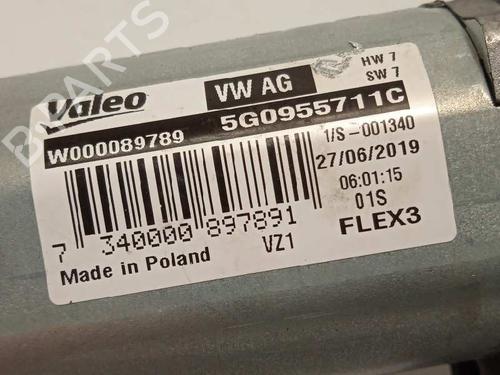 Valeo
VW AG
HW 7
SW 7
W000089789
5G0955711C
1/S-001340
27/06/2019
06:01:15
01S
FLEX3
7 340000 897891
VZ1
Made in Poland
B-PARTS